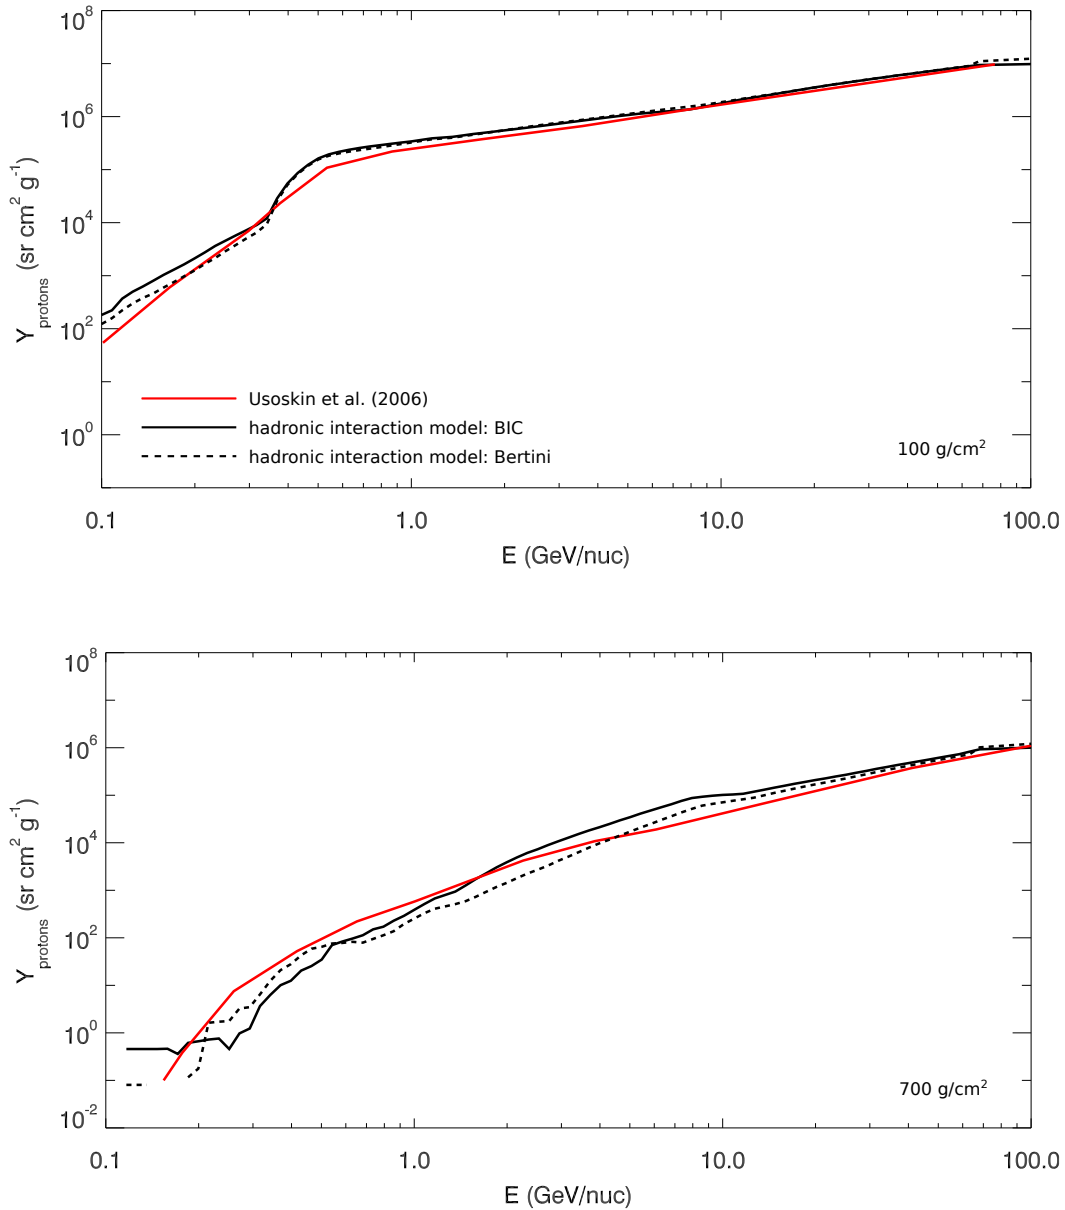 10^8
10^6
10^4
10^2
10^0
Y_protons (sr cm^2 g^-1)
Usoskin et al. (2006)
hadronic interaction model: BIC
hadronic interaction model: Bertini
100 g/cm^2
0.1 1.0 10.0 100.0
E (GeV/nuc)
10^8
10^6
10^4
10^2
10^0
10^-2
Y_protons (sr cm^2 g^-1)
700 g/cm^2
0.1 1.0 10.0 100.0
E (GeV/nuc)